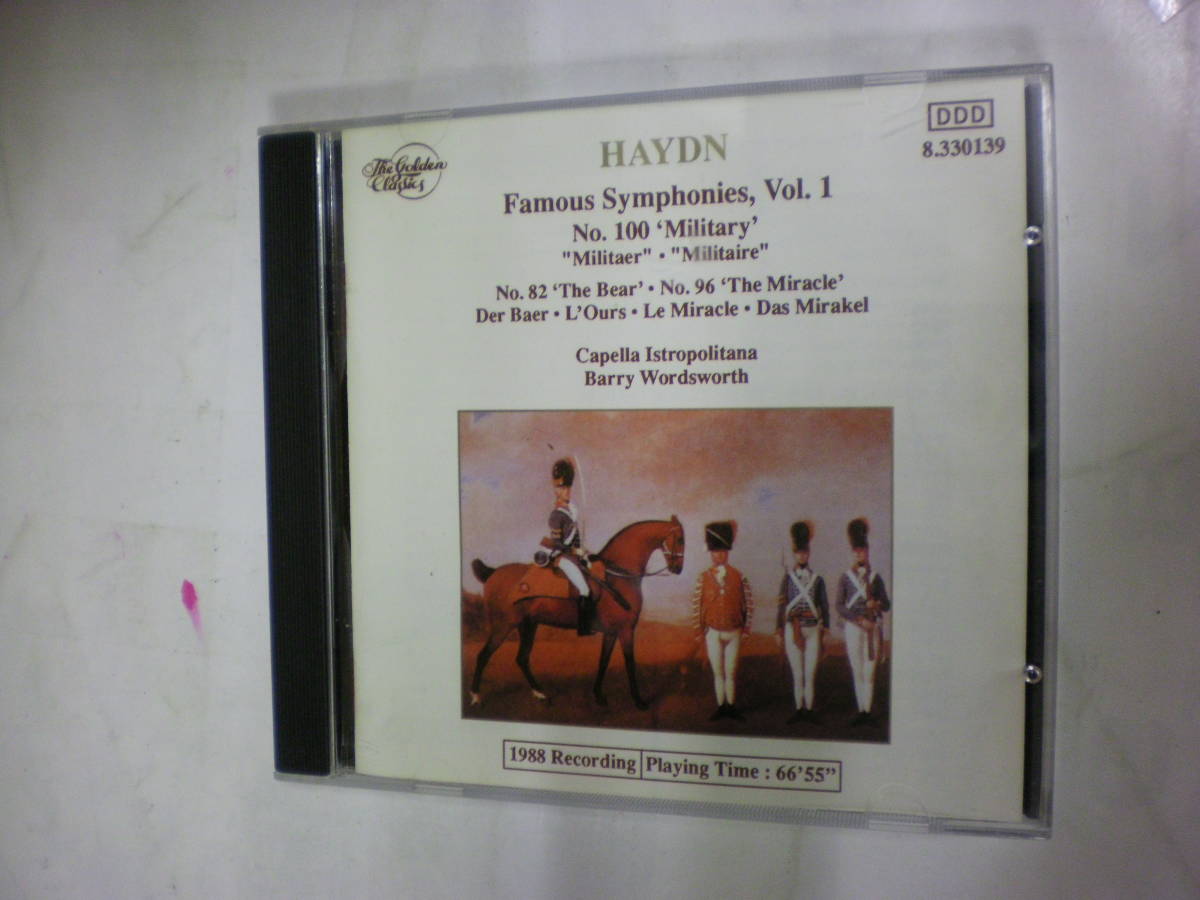 The Golden
Classics
DDD
8.330139
HAYDN
Famous Symphonies, Vol. 1
No. 100 ‘Military’
"Militaer" • "Militaire"
No. 82 ‘The Bear’ • No. 96 ‘The Miracle’
Der Baer • L’Ours • Le Miracle • Das Mirakel
Capella Istropolitana
Barry Wordsworth
1988 Recording Playing Time : 66’55”